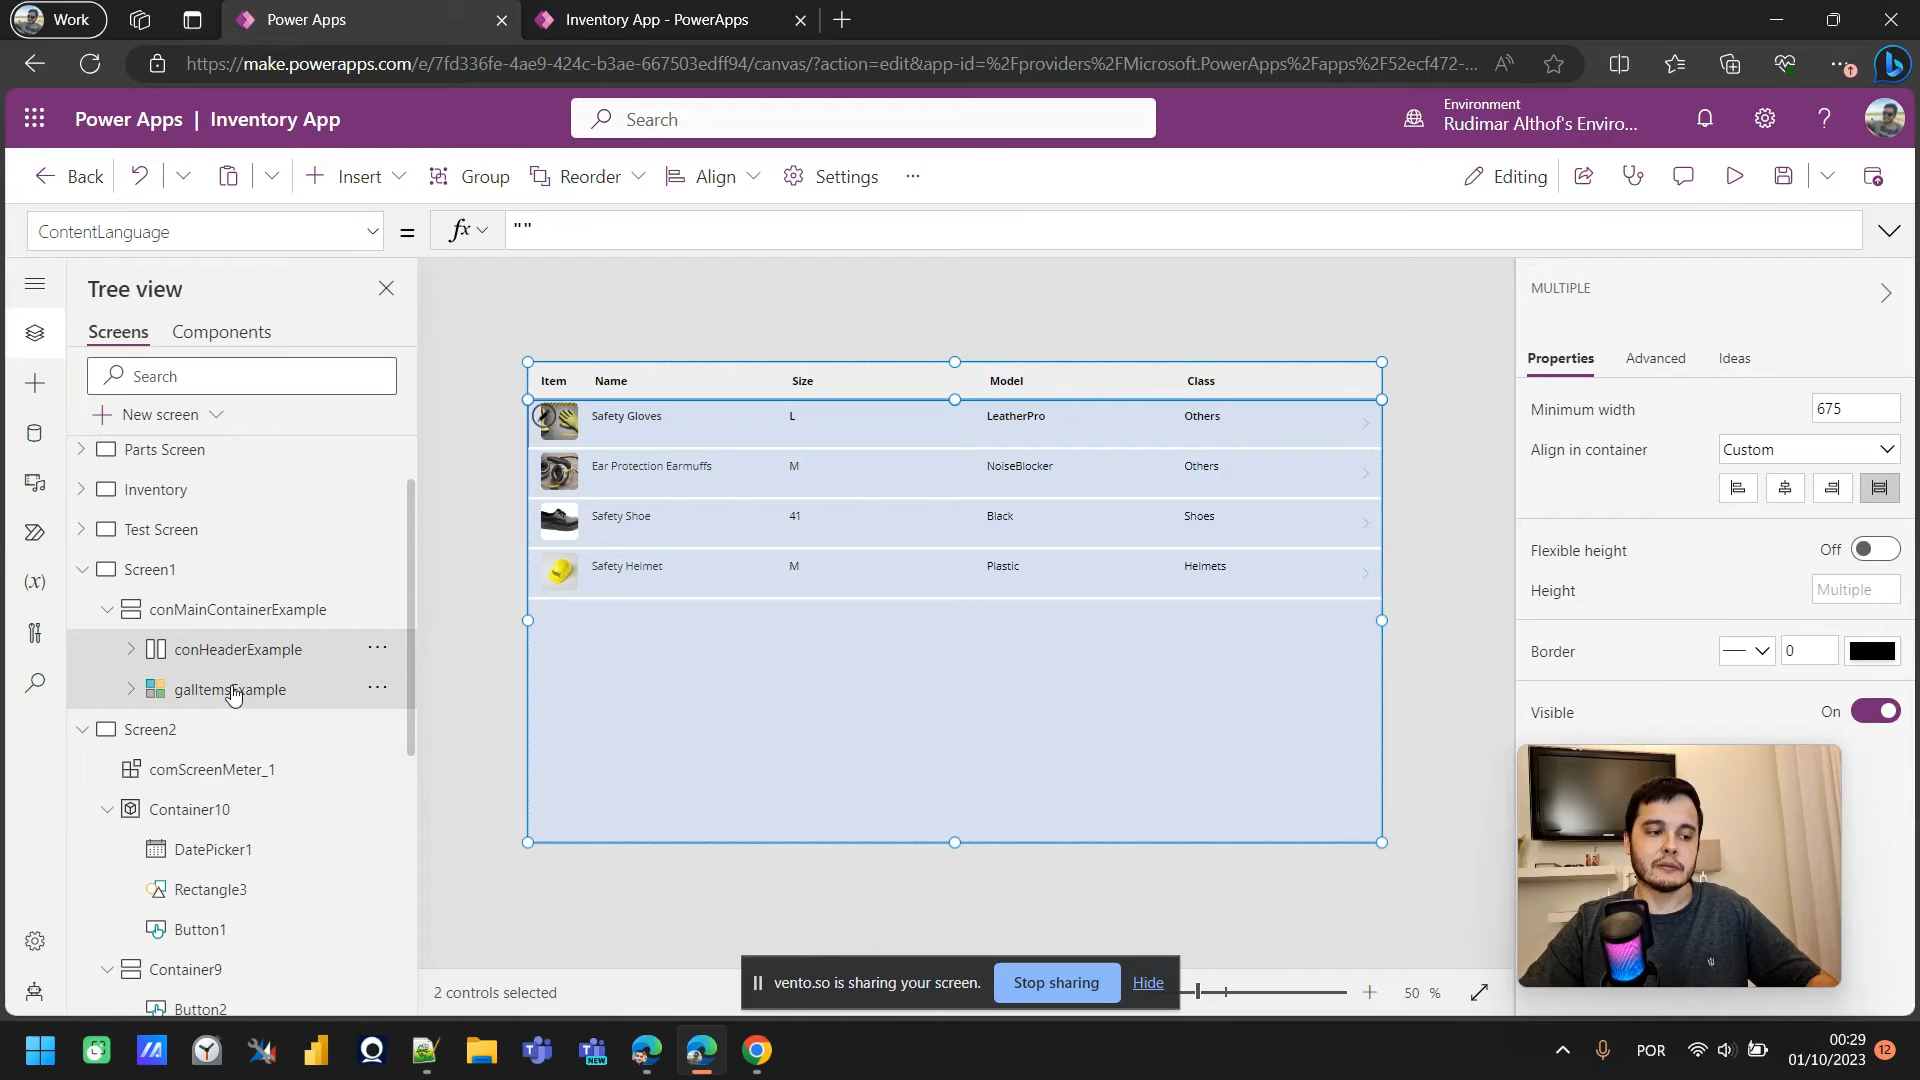 Work
Power Apps
Inventory App - PowerApps
https://make.powerapps.com/e/7fd336fe-4ae9-424c-b3ae-667503edff94/canvas/?action=edit&app-id=%2Fproviders%2FMicrosoft.PowerApps%2Fapps%2F52ecf472-...
Power Apps | Inventory App
Search
Environment
Rudimar Althof's Enviro...
Back
Insert
Group
Reorder
Align
Settings
...
Editing
ContentLanguage
=
fx
""
Tree view
Screens
Components
Search
New screen
Parts Screen
Inventory
Test Screen
Screen1
conMainContainerExample
conHeaderExample
galItemsExample
Screen2
comScreenMeter_1
Container10
DatePicker1
Rectangle3
Button1
Container9
Button2
Item Name Size Model Class
Safety Gloves L LeatherPro Others
Ear Protection Earmuffs M NoiseBlocker Others
Safety Shoe 41 Black Shoes
Safety Helmet M Plastic Helmets
MULTIPLE
Properties
Advanced
Ideas
Minimum width 675
Align in container Custom
Flexible height Off
Height Multiple
Border 0
Visible On
2 controls selected
vento.so is sharing your screen.
Stop sharing
Hide
50 %
NEW
POR
00:29
01/10/2023
12